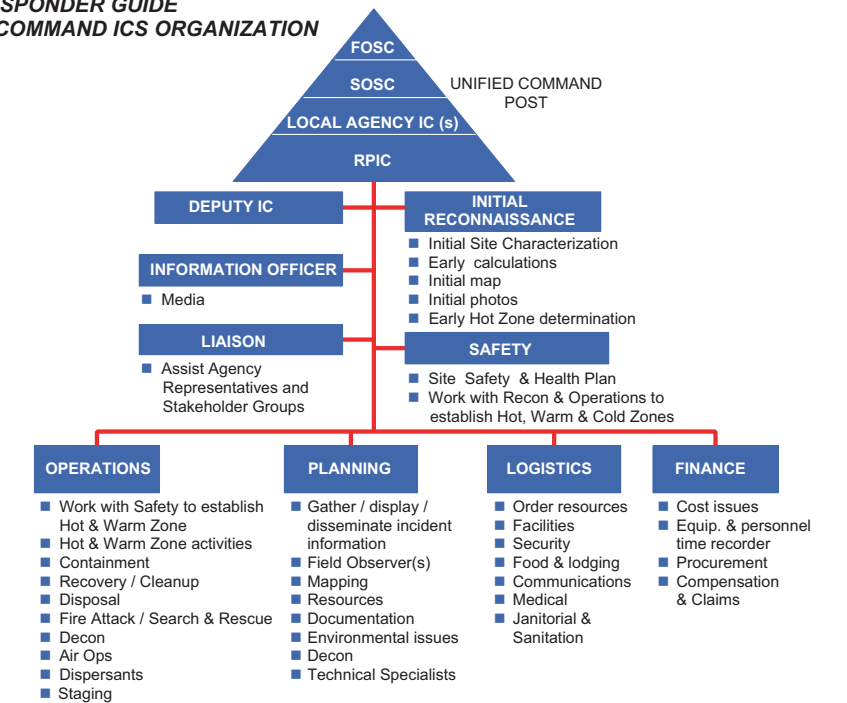 SPONDER GUIDE
COMMAND ICS ORGANIZATION
FOSC
SOSC
LOCAL AGENCY IC (s)
RPIC
UNIFIED COMMAND
POST
DEPUTY IC
INITIAL
RECONNAISSANCE
Initial Site Characterization
Early calculations
Initial map
Initial photos
Early Hot Zone determination
INFORMATION OFFICER
Media
LIAISON
Assist Agency
Representatives and
Stakeholder Groups
SAFETY
Site Safety & Health Plan
Work with Recon & Operations to
establish Hot, Warm & Cold Zones
OPERATIONS
Work with Safety to establish
Hot & Warm Zone
Hot & Warm Zone activities
Containment
Recovery / Cleanup
Disposal
Fire Attack / Search & Rescue
Decon
Air Ops
Dispersants
Staging
PLANNING
Gather / display /
disseminate incident
information
Field Observer(s)
Mapping
Resources
Documentation
Environmental issues
Decon
Technical Specialists
LOGISTICS
Order resources
Facilities
Security
Food & lodging
Communications
Medical
Janitorial &
Sanitation
FINANCE
Cost issues
Equip. & personnel
time recorder
Procurement
Compensation
& Claims